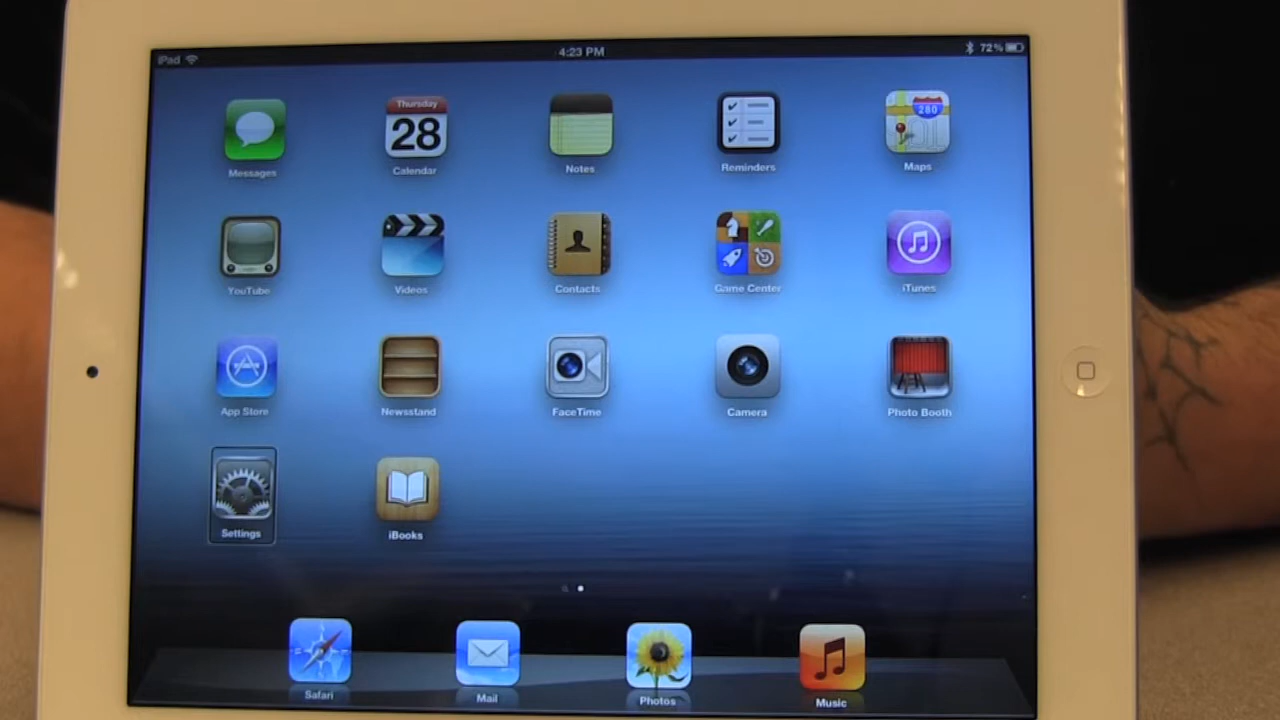 iPad
4:23 PM
72%
Thursday
28
280
Messages
Calendar
Notes
Reminders
Maps
YouTube
Videos
Contacts
Game Center
iTunes
App Store
Newsstand
FaceTime
Camera
Photo Booth
Settings
iBooks
Safari
Mail
Photos
Music